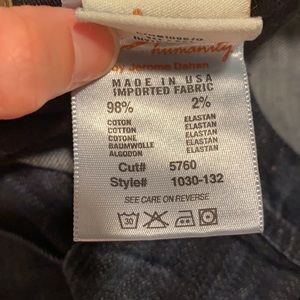 humanity
by Jerome Dahan
MADE IN USA
IMPORTED FABRIC
98% 2%
COTON ELASTAN
COTTON ELASTAN
COTONE ELASTAN
BAUMWOLLE ELASTAN
ALGODON ELASTAN
Cut# 5760
Style# 1030-132
30
SEE CARE ON REVERSE